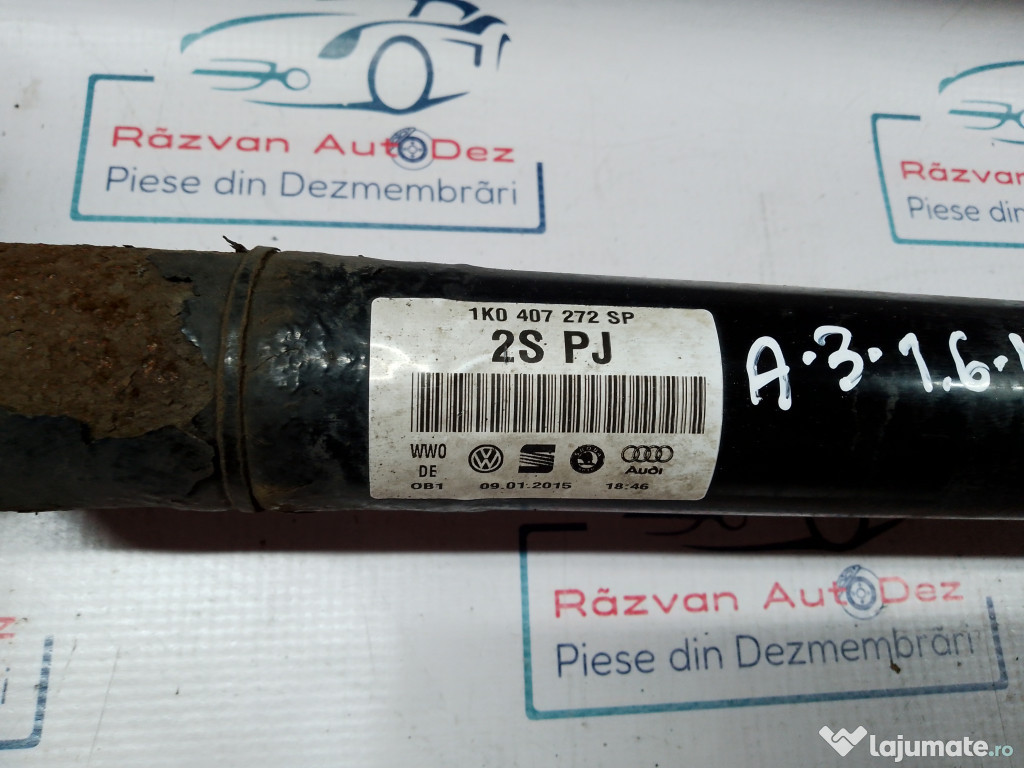 Răzvan AutoDez
Piese din Dezmembrări
Răzvan
Piese din
1K0 407 272 SP
2S PJ
A.3.1.6.
WWO
DE
OB1
09.01.2015
18:46
Audi
Răzvan AutoDez
Piese din Dezmembrări
lajumate.ro